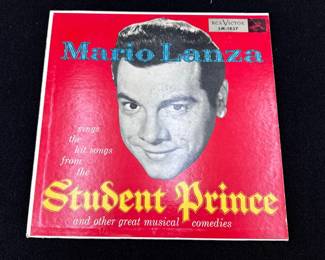 RCA VICTOR
LM-1837
Mario Lanza
sings
the
hit songs
from
the
Student Prince
and other great musical comedies